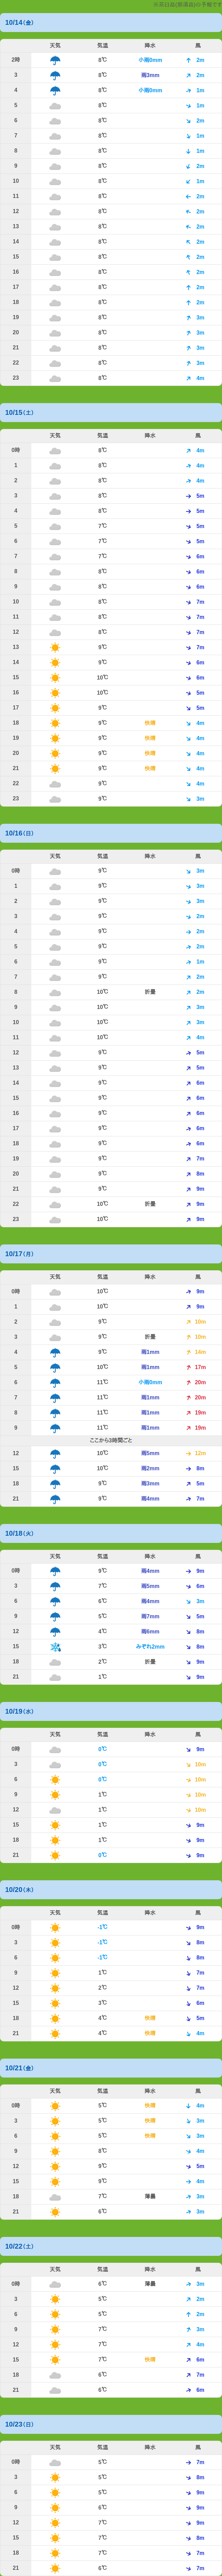 ※茶臼岳(那須岳)の予報です
10/14(金)
天気 気温 降水 風
2時 8℃ 小雨0mm 2m
3 8℃ 雨3mm 2m
4 8℃ 小雨0mm 1m
5 8℃ 1m
6 8℃ 2m
7 8℃ 1m
8 8℃ 1m
9 8℃ 2m
10 8℃ 1m
11 8℃ 2m
12 8℃ 2m
13 8℃ 2m
14 8℃ 2m
15 8℃ 2m
16 8℃ 2m
17 8℃ 2m
18 8℃ 2m
19 8℃ 3m
20 8℃ 3m
21 8℃ 3m
22 8℃ 3m
23 8℃ 4m
10/15(土)
天気 気温 降水 風
0時 8℃ 4m
1 8℃ 4m
2 8℃ 4m
3 8℃ 5m
4 8℃ 5m
5 7℃ 5m
6 7℃ 5m
7 7℃ 6m
8 8℃ 6m
9 8℃ 6m
10 8℃ 7m
11 8℃ 7m
12 8℃ 7m
13 9℃ 7m
14 9℃ 6m
15 10℃ 6m
16 10℃ 5m
17 9℃ 5m
18 9℃ 快晴 4m
19 9℃ 快晴 4m
20 9℃ 快晴 4m
21 9℃ 快晴 4m
22 9℃ 4m
23 9℃ 3m
10/16(日)
天気 気温 降水 風
0時 9℃ 3m
1 9℃ 3m
2 9℃ 3m
3 9℃ 2m
4 9℃ 2m
5 9℃ 2m
6 9℃ 1m
7 9℃ 2m
8 10℃ 折曇 2m
9 10℃ 3m
10 10℃ 3m
11 10℃ 4m
12 9℃ 5m
13 9℃ 5m
14 9℃ 6m
15 9℃ 6m
16 9℃ 6m
17 9℃ 6m
18 9℃ 6m
19 9℃ 7m
20 9℃ 8m
21 9℃ 9m
22 10℃ 折曇 9m
23 10℃ 9m
10/17(月)
天気 気温 降水 風
0時 10℃ 9m
1 10℃ 9m
2 9℃ 10m
3 9℃ 折曇 10m
4 9℃ 雨1mm 14m
5 10℃ 雨1mm 17m
6 11℃ 小雨0mm 20m
7 11℃ 雨1mm 20m
8 11℃ 雨1mm 19m
9 11℃ 雨1mm 19m
ここから3時間ごと
12 10℃ 雨5mm 12m
15 10℃ 雨2mm 8m
18 9℃ 雨3mm 5m
21 9℃ 雨4mm 7m
10/18(火)
天気 気温 降水 風
0時 9℃ 雨4mm 9m
3 7℃ 雨5mm 6m
6 6℃ 雨4mm 3m
9 5℃ 雨7mm 5m
12 4℃ 雨6mm 8m
15 3℃ みぞれ2mm 8m
18 2℃ 折曇 9m
21 1℃ 9m
10/19(水)
天気 気温 降水 風
0時 0℃ 9m
3 0℃ 10m
6 0℃ 10m
9 1℃ 10m
12 1℃ 10m
15 1℃ 9m
18 1℃ 9m
21 0℃ 9m
10/20(木)
天気 気温 降水 風
0時 -1℃ 9m
3 -1℃ 8m
6 -1℃ 8m
9 1℃ 7m
12 2℃ 7m
15 3℃ 6m
18 4℃ 快晴 5m
21 4℃ 快晴 4m
10/21(金)
天気 気温 降水 風
0時 5℃ 快晴 4m
3 5℃ 快晴 3m
6 5℃ 快晴 3m
9 8℃ 4m
12 9℃ 5m
15 9℃ 4m
18 7℃ 薄曇 3m
21 6℃ 3m
10/22(土)
天気 気温 降水 風
0時 6℃ 薄曇 3m
3 5℃ 2m
6 5℃ 2m
9 7℃ 3m
12 7℃ 4m
15 7℃ 快晴 6m
18 6℃ 7m
21 6℃ 6m
10/23(日)
天気 気温 降水 風
0時 5℃ 7m
3 5℃ 8m
6 5℃ 9m
9 6℃ 9m
12 7℃ 9m
15 7℃ 8m
18 7℃ 7m
21 6℃ 7m